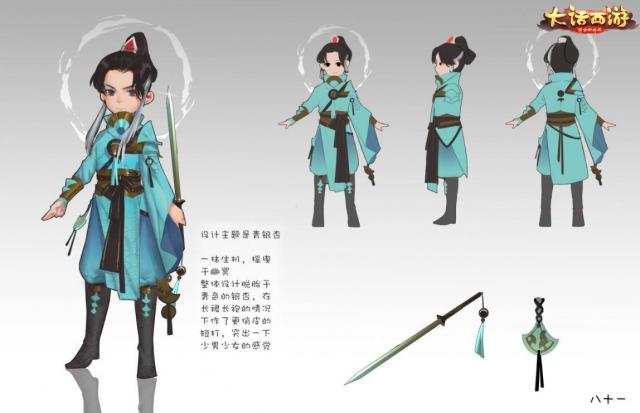 大话西游
设计主题是青银杏
一抹生机，摇曳
于幽冥
整体设计脱胎于
青色的银杏，在
长裙长袍的情况
下作了更俏皮的
短打，突出一下
少男少女的感觉
八十一